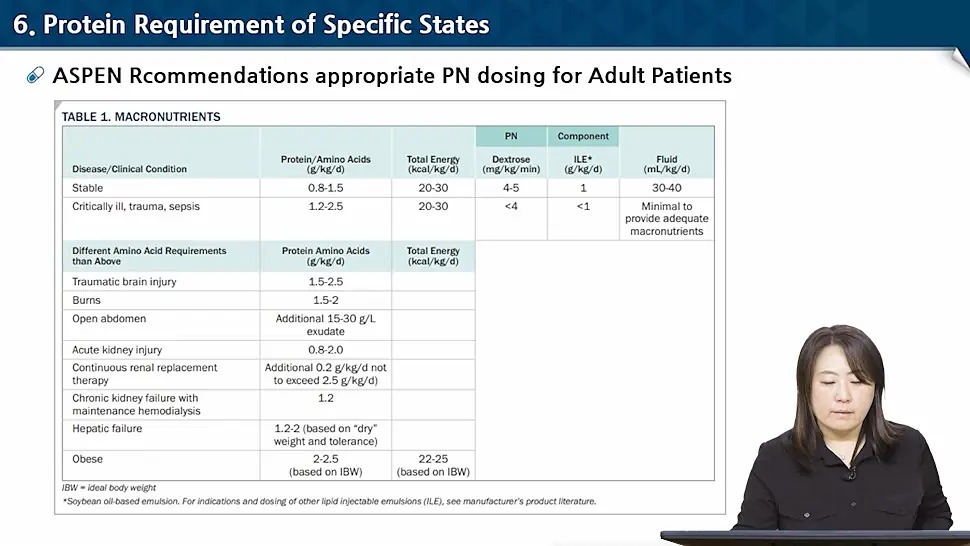 6. Protein Requirement of Specific States
ASPEN Rcommendations appropriate PN dosing for Adult Patients
TABLE 1. MACRONUTRIENTS
PN Component
Disease/Clinical Condition Protein/Amino Acids (g/kg/d) Total Energy (kcal/kg/d) Dextrose (mg/kg/min) ILE* (g/kg/d) Fluid (mL/kg/d)
Stable 0.8-1.5 20-30 4-5 1 30-40
Critically ill, trauma, sepsis 1.2-2.5 20-30 <4 <1 Minimal to provide adequate macronutrients
Different Amino Acid Requirements than Above Protein Amino Acids (g/kg/d) Total Energy (kcal/kg/d)
Traumatic brain injury 1.5-2.5
Burns 1.5-2
Open abdomen Additional 15-30 g/L exudate
Acute kidney injury 0.8-2.0
Continuous renal replacement therapy Additional 0.2 g/kg/d not to exceed 2.5 g/kg/d)
Chronic kidney failure with maintenance hemodialysis 1.2
Hepatic failure 1.2-2 (based on “dry” weight and tolerance)
Obese 2-2.5 (based on IBW) 22-25 (based on IBW)
IBW = ideal body weight
*Soybean oil-based emulsion. For indications and dosing of other lipid injectable emulsions (ILE), see manufacturer's product literature.